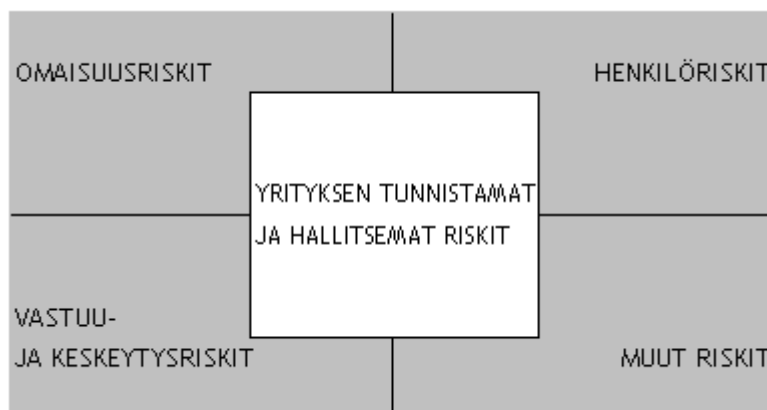 OMAISUUSRISKIT
HENKILÖRISKIT
YRITYKSEN TUNNISTAMAT
JA HALLITSEMAT RISKIT
VASTUU-
JA KESKEYTYSRISKIT
MUUT RISKIT